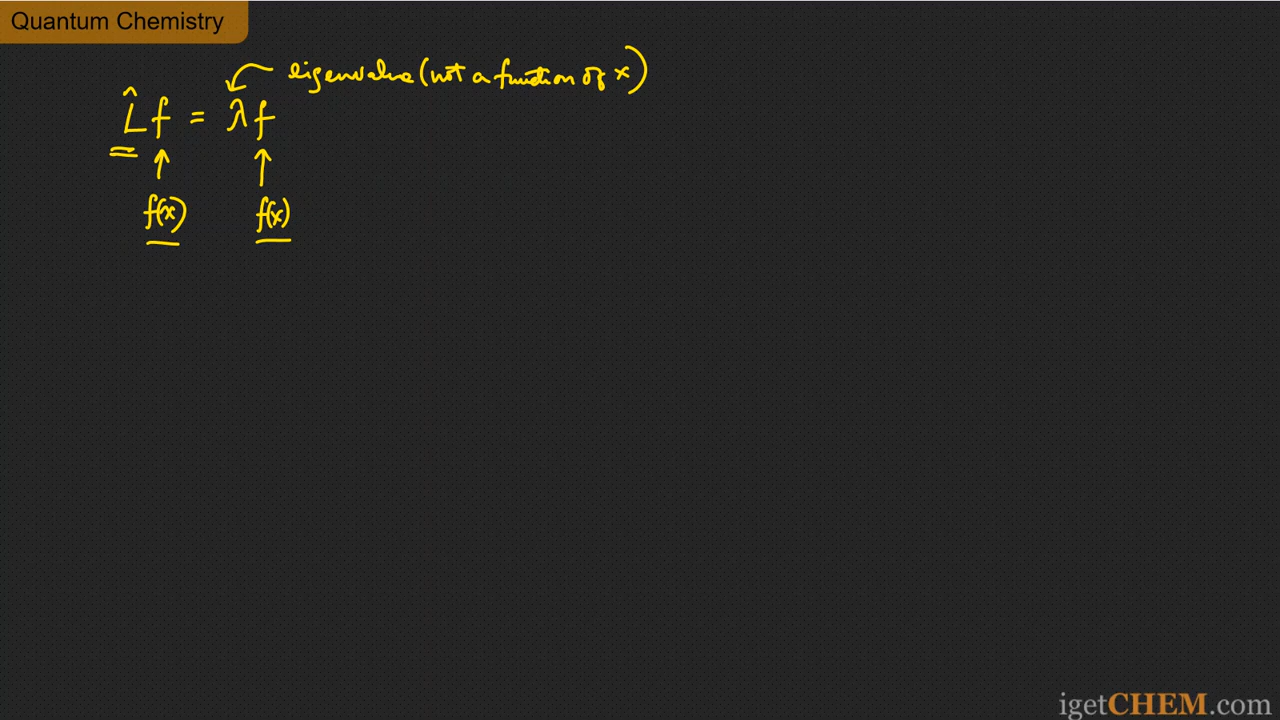 Quantum Chemistry
eigenvalue (not a function of x)
L̂f = λf
↑ ↑
f(x) f(x)
igetCHEM.com